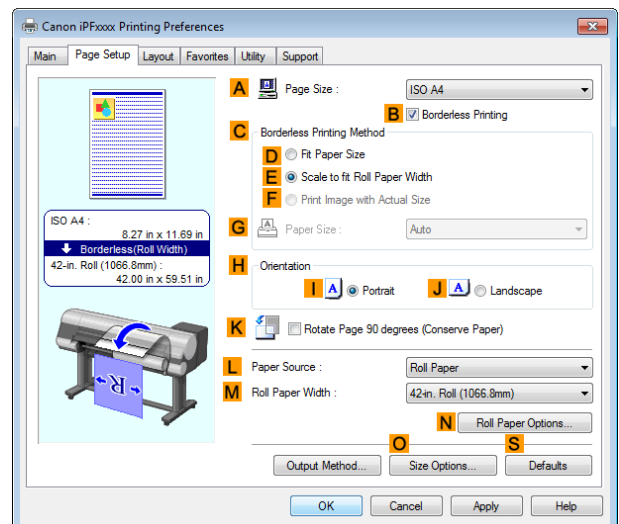 Canon iPFxxxx Printing Preferences
Main Page Setup Layout Favorites Utility Support
A Page Size : ISO A4
B Borderless Printing
C Borderless Printing Method
D Fit Paper Size
E Scale to fit Roll Paper Width
F Print Image with Actual Size
G Paper Size : Auto
ISO A4 :
8.27 in x 11.69 in
Borderless(Roll Width)
42-in. Roll (1066.8mm) :
42.00 in x 59.51 in
H Orientation
I A Portrait J A Landscape
K Rotate Page 90 degrees (Conserve Paper)
R
L Paper Source : Roll Paper
M Roll Paper Width : 42-in. Roll (1066.8mm)
N Roll Paper Options...
O S
Output Method... Size Options... Defaults
OK Cancel Apply Help